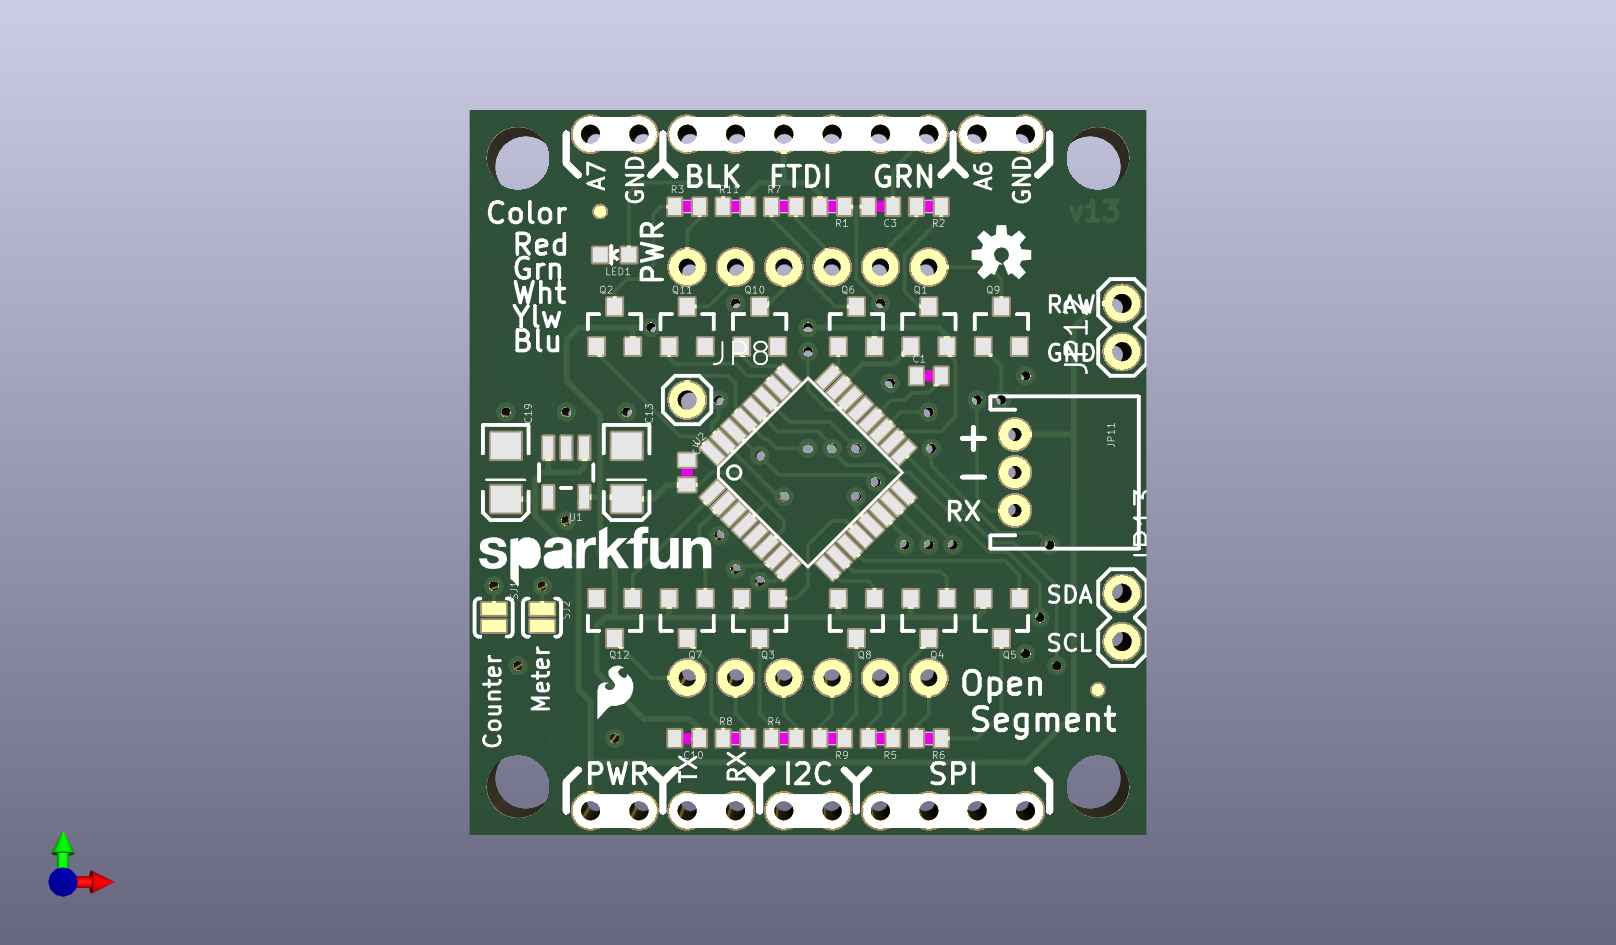 A7
GND
BLK
FTDI
GRN
A6
GND
R3
R11
R7
R1
C3
R2
v13
Color
Red
Grn
Wht
Ylw
Blu
PWR
LED1
Q2
Q11
Q10
Q6
Q1
Q9
RAW
GND
JP8
C1
C19
C13
U2
U1
JP11
+
-
RX
sparkfun
SJ1
SJ2
SDA
SCL
Q12
Q7
Q3
Q8
Q4
Q5
Counter
Meter
Open
Segment
R8
R4
C10
R9
R5
R6
PWR
TX
RX
I2C
SPI